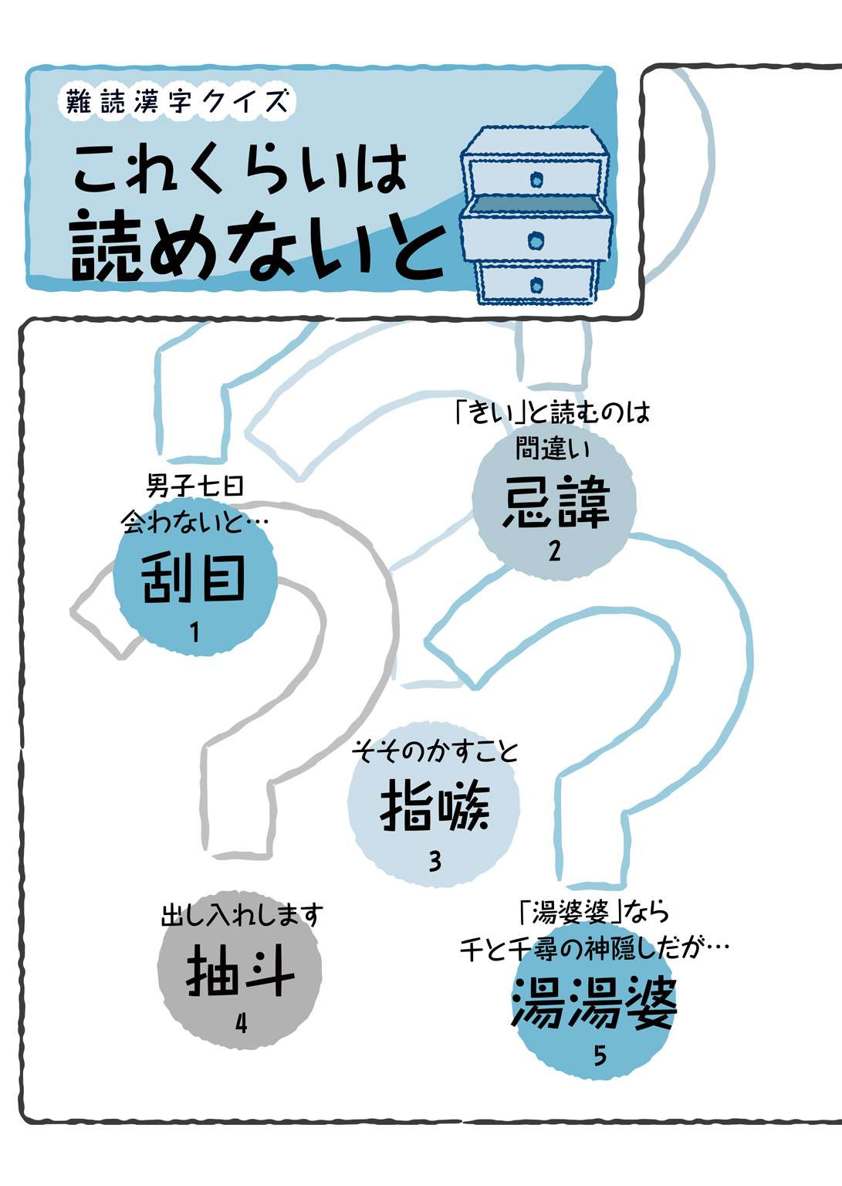 難読漢字クイズ
これくらいは
読めないと
「きい」と読むのは
間違い
忌諱
2
男子七日
会わないと…
刮目
1
そそのかすこと
指嗾
3
出し入れします
抽斗
4
「湯婆婆」なら
千と千尋の神隠しだが…
湯湯婆
5